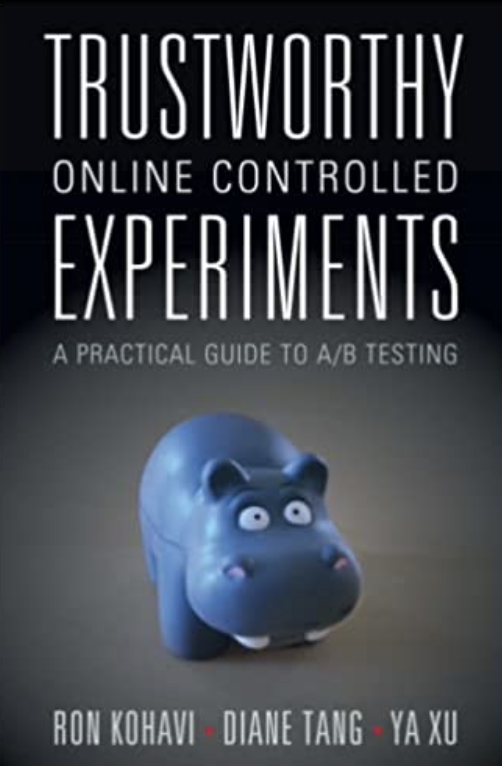 TRUSTWORTHY
ONLINE CONTROLLED
EXPERIMENTS
A PRACTICAL GUIDE TO A/B TESTING
RON KOHAVI • DIANE TANG • YA XU